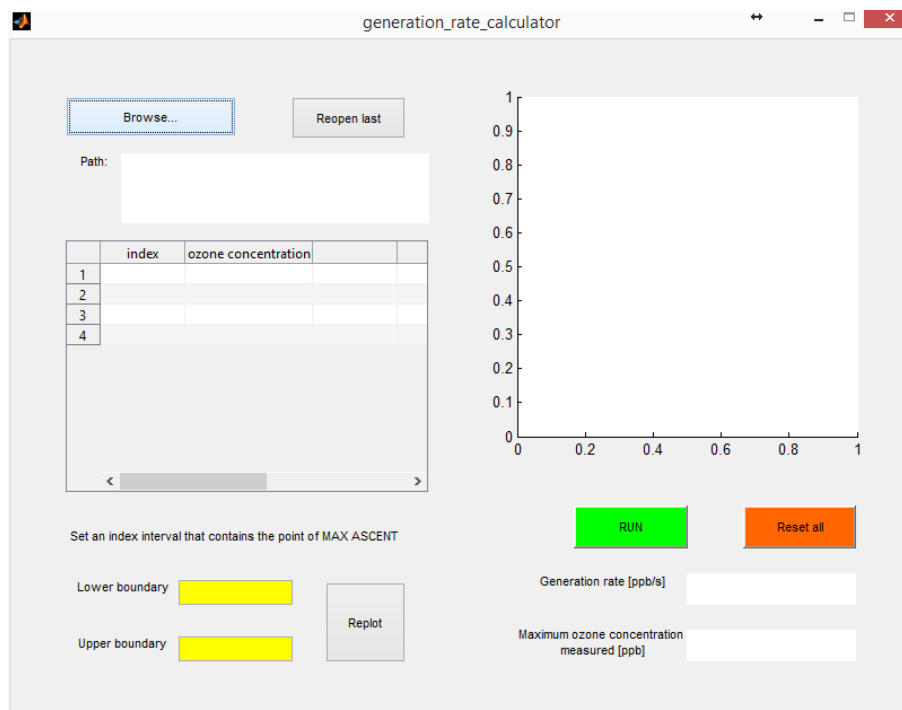 generation_rate_calculator
Browse...
Reopen last
Path:
index ozone concentration
1
2
3
4
1
0.9
0.8
0.7
0.6
0.5
0.4
0.3
0.2
0.1
0
0 0.2 0.4 0.6 0.8 1
Set an index interval that contains the point of MAX ASCENT
Lower boundary
Upper boundary
Replot
RUN
Reset all
Generation rate [ppb/s]
Maximum ozone concentration
measured [ppb]